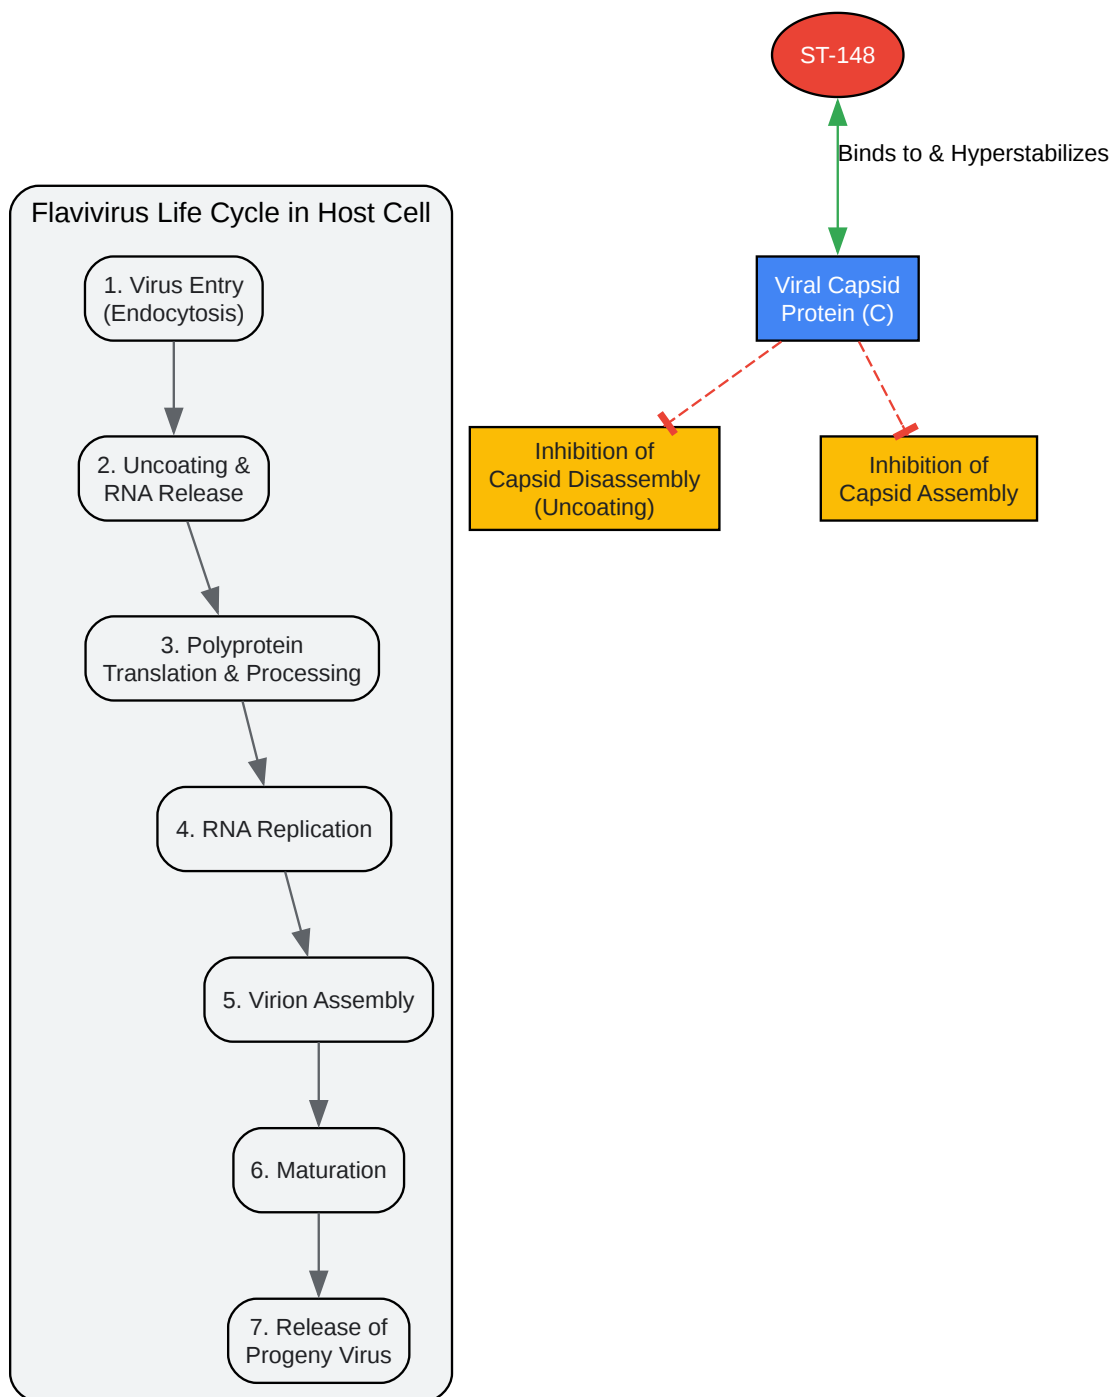 ST-148
Binds to & Hyperstabilizes
Viral Capsid
Protein (C)
Inhibition of
Capsid Disassembly
(Uncoating)
Inhibition of
Capsid Assembly
Flavivirus Life Cycle in Host Cell
1. Virus Entry
(Endocytosis)
2. Uncoating &
RNA Release
3. Polyprotein
Translation & Processing
4. RNA Replication
5. Virion Assembly
6. Maturation
7. Release of
Progeny Virus